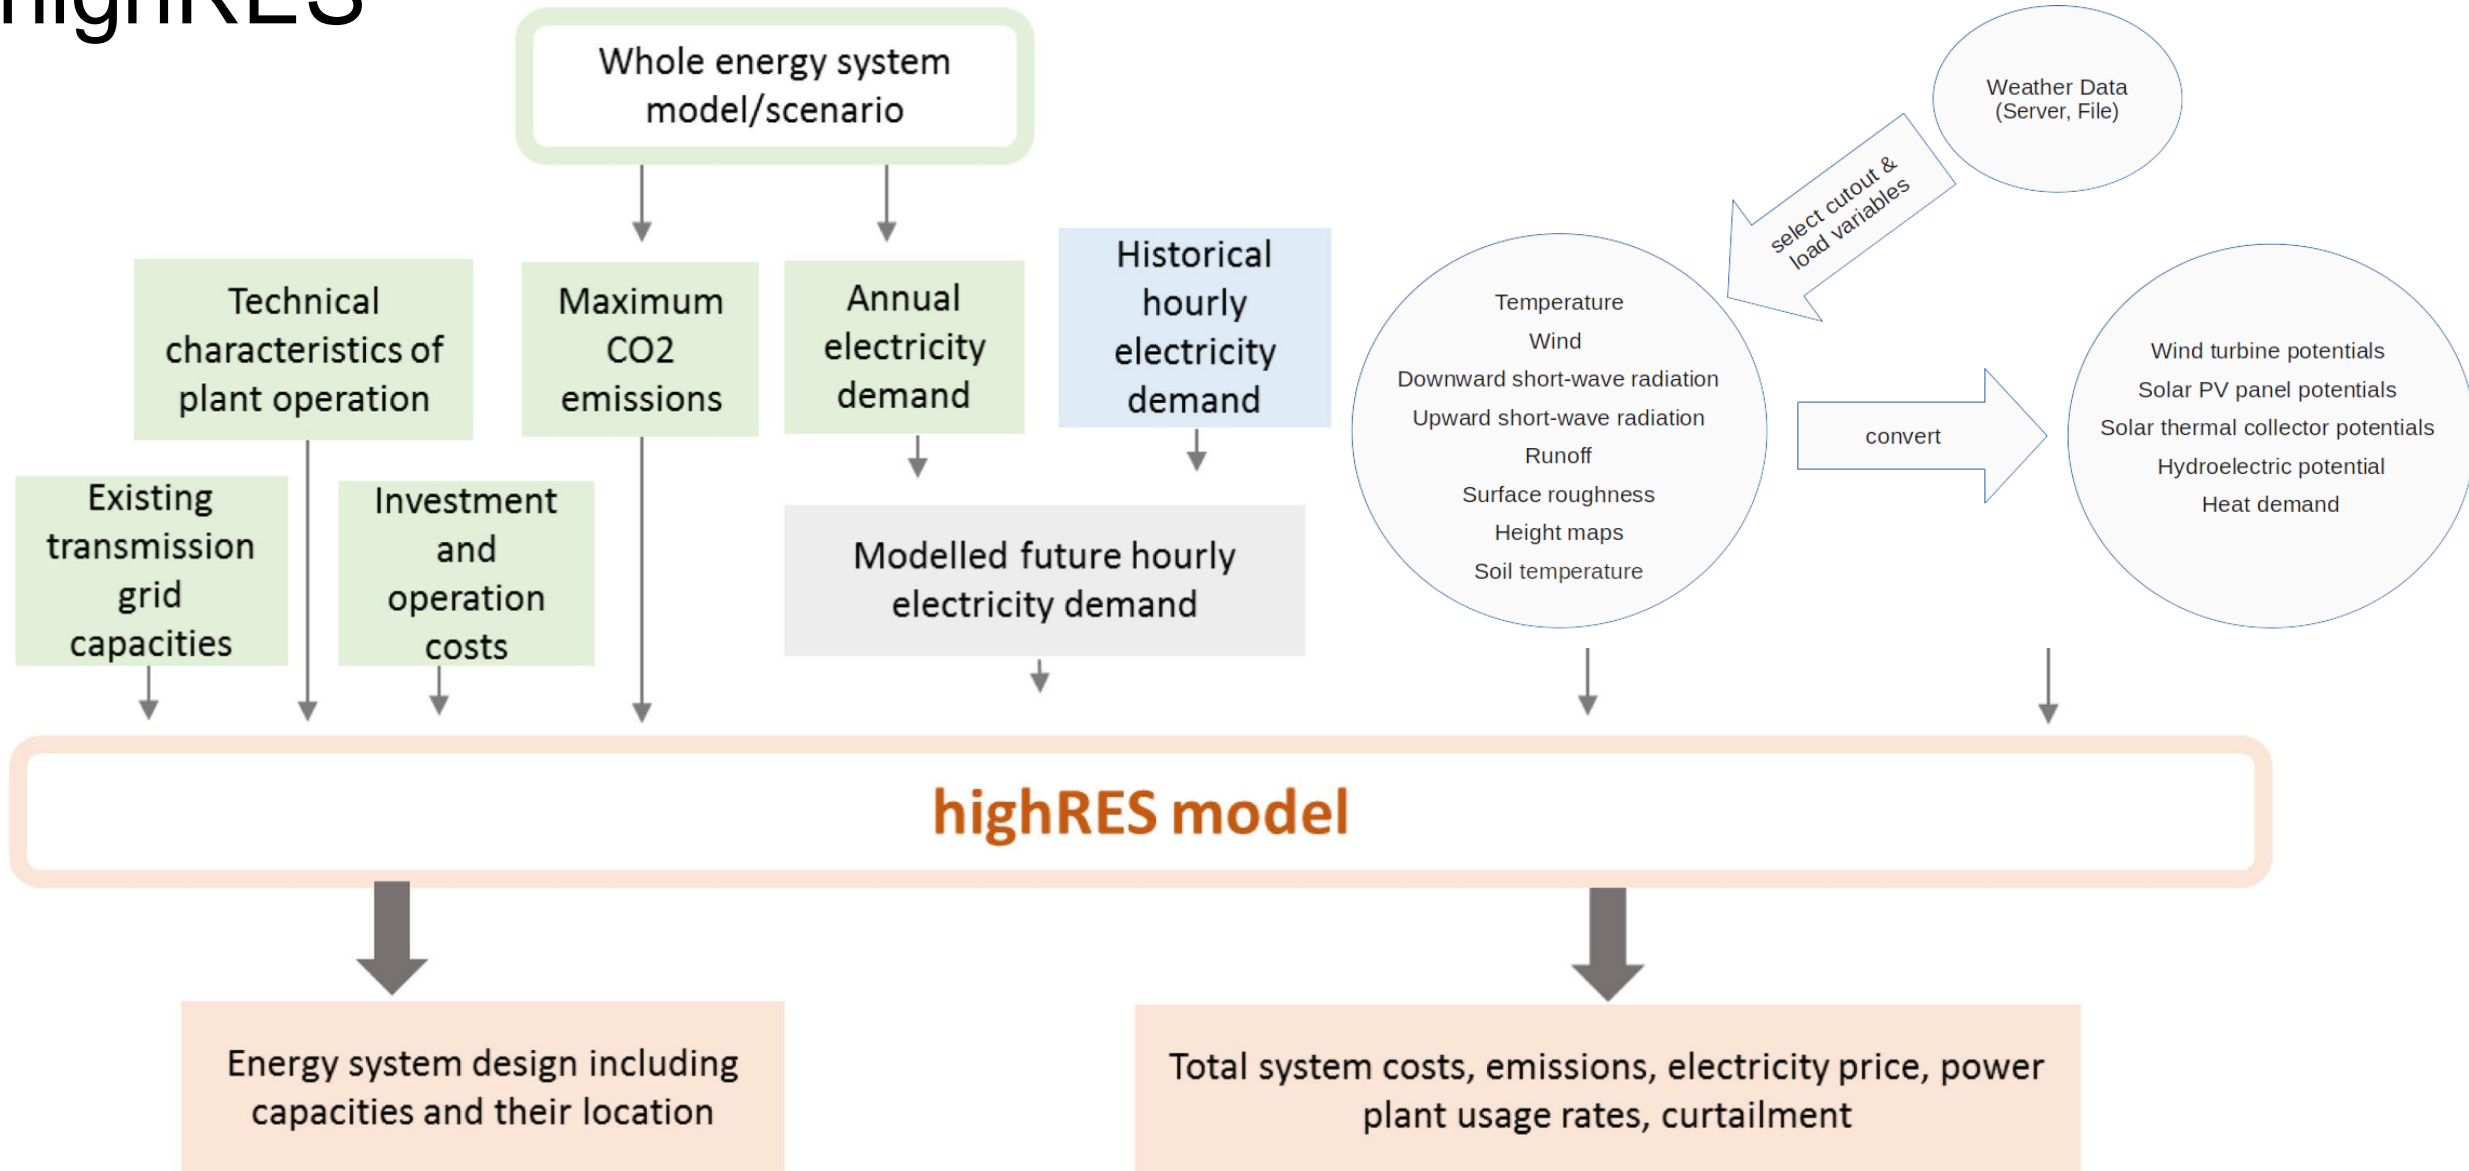 highRES
Whole energy system
model/scenario
Weather Data
(Server, File)
select cutout &
load variables
Technical
characteristics of
plant operation
Maximum
CO2
emissions
Annual
electricity
demand
Historical
hourly
electricity
demand
Existing
transmission
grid
capacities
Investment
and
operation
costs
Modelled future hourly
electricity demand
Temperature
Wind
Downward short-wave radiation
Upward short-wave radiation
Runoff
Surface roughness
Height maps
Soil temperature
convert
Wind turbine potentials
Solar PV panel potentials
Solar thermal collector potentials
Hydroelectric potential
Heat demand
highRES model
Energy system design including
capacities and their location
Total system costs, emissions, electricity price, power
plant usage rates, curtailment